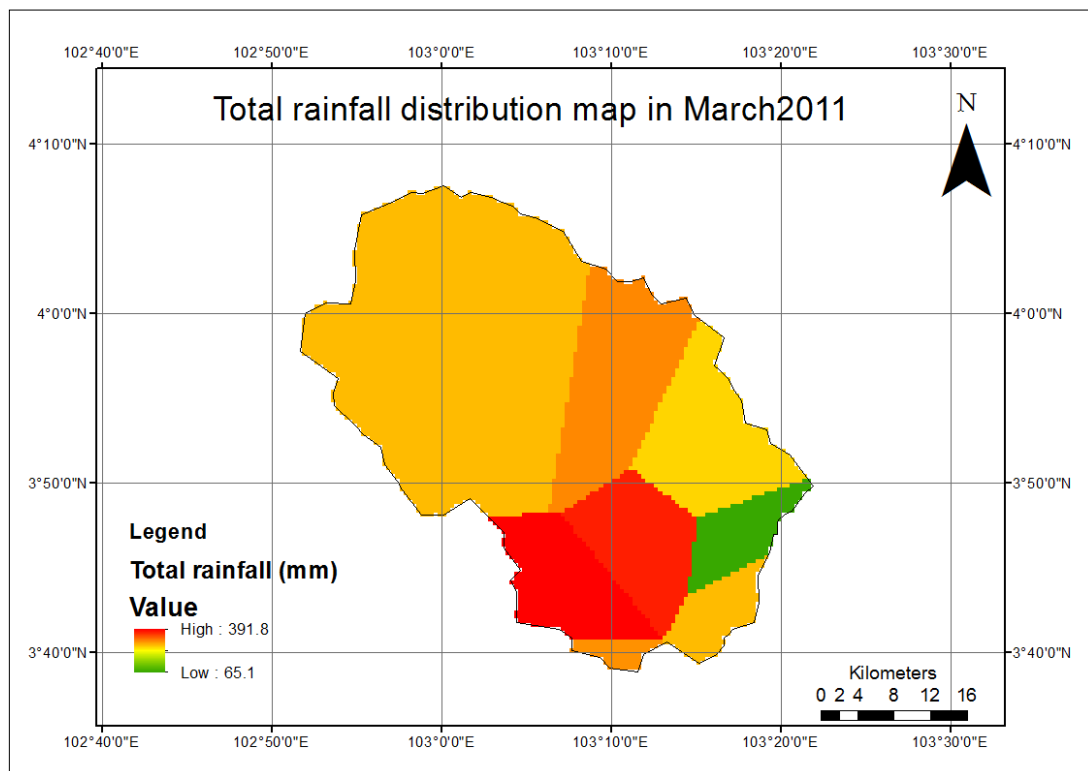 102°40'0"E 102°50'0"E 103°0'0"E 103°10'0"E 103°20'0"E 103°30'0"E
Total rainfall distribution map in March2011
N
4°10'0"N 4°10'0"N
4°0'0"N 4°0'0"N
3°50'0"N 3°50'0"N
Legend
Total rainfall (mm)
Value
High : 391.8
Low : 65.1
3°40'0"N 3°40'0"N
Kilometers
0 2 4 8 12 16
102°40'0"E 102°50'0"E 103°0'0"E 103°10'0"E 103°20'0"E 103°30'0"E